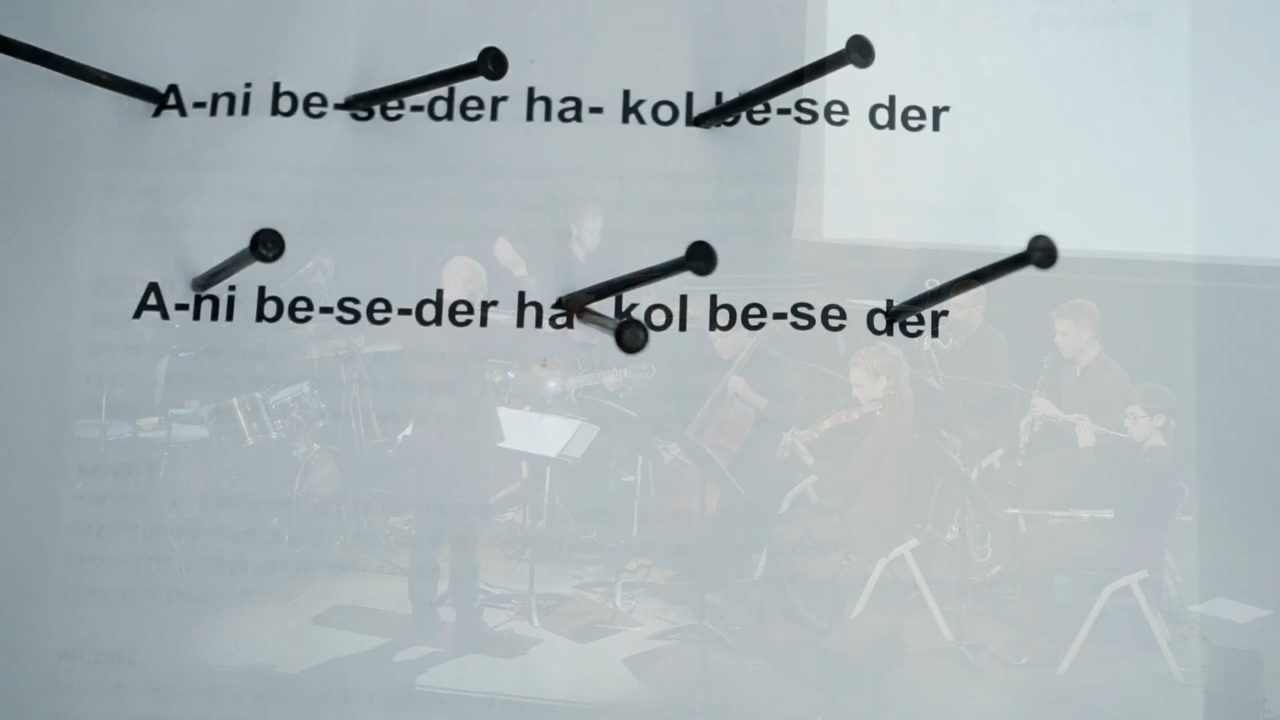 A-ni be-se-der ha- kol be-se der
A-ni be-se-der ha kol be-se der